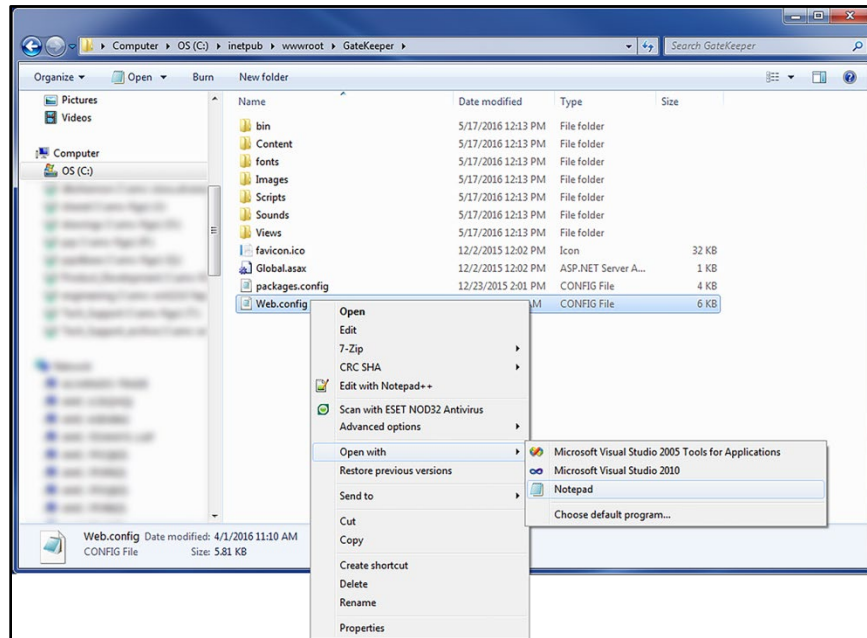 Computer ▸ OS (C:) ▸ inetpub ▸ wwwroot ▸ GateKeeper ▸
Search GateKeeper
Organize Open Burn New folder
Pictures
Videos
Computer
OS (C:)
Name Date modified Type Size
bin 5/17/2016 12:13 PM File folder
Content 5/17/2016 12:13 PM File folder
fonts 5/17/2016 12:13 PM File folder
Images 5/17/2016 12:13 PM File folder
Scripts 5/17/2016 12:13 PM File folder
Sounds 5/17/2016 12:13 PM File folder
Views 5/17/2016 12:13 PM File folder
favicon.ico 12/2/2015 12:02 PM Icon 32 KB
Global.asax 12/2/2015 12:02 PM ASP.NET Server A... 1 KB
packages.config 12/23/2015 2:01 PM CONFIG File 4 KB
Web.config AM CONFIG File 6 KB
Open
Edit
7-Zip
CRC SHA
Edit with Notepad++
Scan with ESET NOD32 Antivirus
Advanced options
Open with
Restore previous versions
Send to
Cut
Copy
Create shortcut
Delete
Rename
Properties
Microsoft Visual Studio 2005 Tools for Applications
Microsoft Visual Studio 2010
Notepad
Choose default program...
Web.config Date modified: 4/1/2016 11:10 AM
CONFIG File Size: 5.81 KB